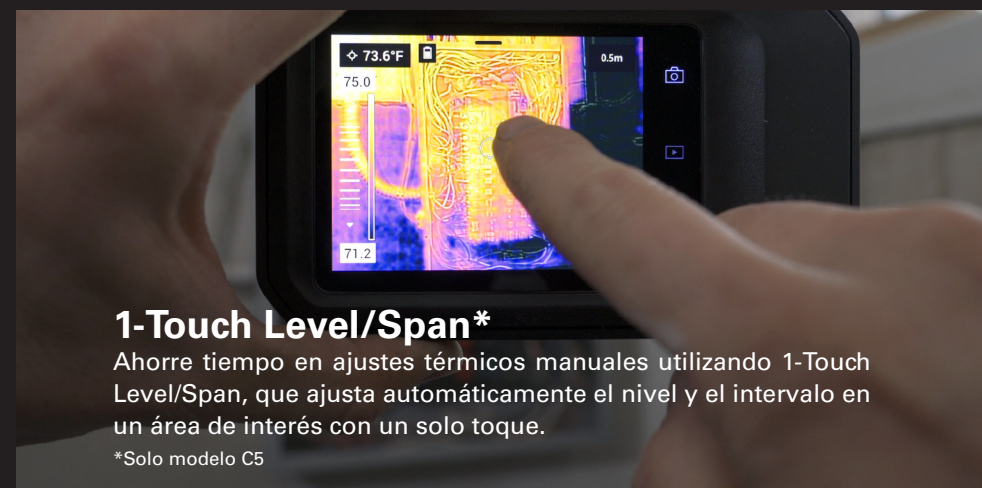 73.6°F
0.5m
75.0
71.2
1-Touch Level/Span*
Ahorre tiempo en ajustes térmicos manuales utilizando 1-Touch
Level/Span, que ajusta automáticamente el nivel y el intervalo en
un área de interés con un solo toque.
*Solo modelo C5